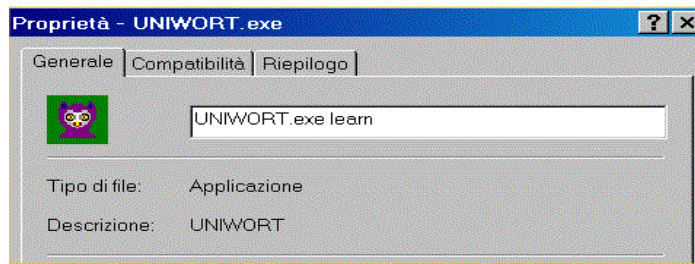 Proprietà - UNIWORT.exe
Generale Compatibilità Riepilogo
UNIWORT.exe learn
Tipo di file: Applicazione
Descrizione: UNIWORT